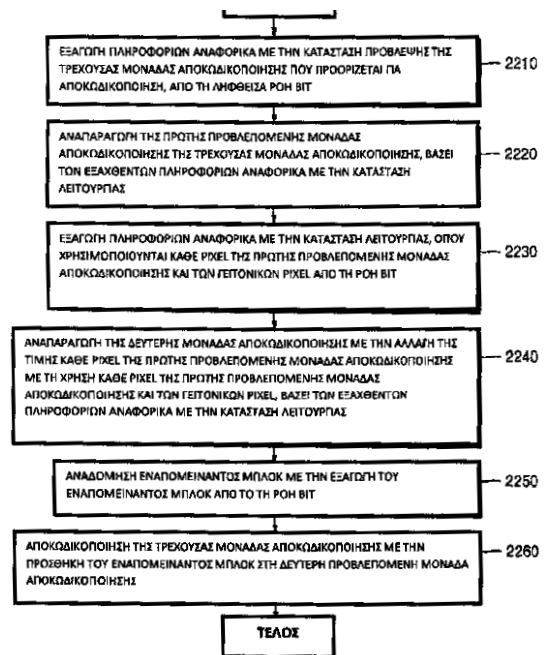 ΕΞΑΓΩΓΗ ΠΛΗΡΟΦΟΡΙΩΝ ΑΝΑΦΟΡΙΚΑ ΜΕ ΤΗΝ ΚΑΤΑΣΤΑΣΗ ΠΡΟΒΛΕΨΗΣ ΤΗΣ
ΤΡΕΧΟΥΣΑΣ ΜΟΝΑΔΑΣ ΑΠΟΚΩΔΙΚΟΠΟΙΗΣΗΣ ΠΟΥ ΠΡΟΟΡΙΖΕΤΑΙ ΓΙΑ
ΑΠΟΚΩΔΙΚΟΠΟΙΗΣΗ, ΑΠΟ ΤΗ ΛΗΦΘΕΙΣΑ ΡΟΗ BIT
2210
ΑΝΑΠΑΡΑΓΩΓΗ ΤΗΣ ΠΡΩΤΗΣ ΠΡΟΒΛΕΠΟΜΕΝΗΣ ΜΟΝΑΔΑΣ
ΑΠΟΚΩΔΙΚΟΠΟΙΗΣΗΣ ΤΗΣ ΤΡΕΧΟΥΣΑΣ ΜΟΝΑΔΑΣ ΑΠΟΚΩΔΙΚΟΠΟΙΗΣΗΣ, ΒΑΣΕΙ
ΤΩΝ ΕΞΑΧΘΕΝΤΩΝ ΠΛΗΡΟΦΟΡΙΩΝ ΑΝΑΦΟΡΙΚΑ ΜΕ ΤΗΝ ΚΑΤΑΣΤΑΣΗ
ΛΕΙΤΟΥΡΓΙΑΣ
2220
ΕΞΑΓΩΓΗ ΠΛΗΡΟΦΟΡΙΩΝ ΑΝΑΦΟΡΙΚΑ ΜΕ ΤΗΝ ΚΑΤΑΣΤΑΣΗ ΛΕΙΤΟΥΡΓΙΑΣ, ΟΠΟΥ
ΧΡΗΣΙΜΟΠΟΙΟΥΝΤΑΙ ΚΑΘΕ PIXEL ΤΗΣ ΠΡΩΤΗΣ ΠΡΟΒΛΕΠΟΜΕΝΗΣ ΜΟΝΑΔΑΣ
ΑΠΟΚΩΔΙΚΟΠΟΙΗΣΗΣ ΚΑΙ ΤΩΝ ΓΕΙΤΟΝΙΚΩΝ PIXEL ΑΠΟ ΤΗ ΡΟΗ BIT
2230
ΑΝΑΠΑΡΑΓΩΓΗ ΤΗΣ ΔΕΥΤΕΡΗΣ ΜΟΝΑΔΑΣ ΑΠΟΚΩΔΙΚΟΠΟΙΗΣΗΣ ΜΕ ΤΗΝ ΑΛΛΑΓΗ ΤΗΣ
ΤΙΜΗΣ ΚΑΘΕ PIXEL ΤΗΣ ΠΡΩΤΗΣ ΠΡΟΒΛΕΠΟΜΕΝΗΣ ΜΟΝΑΔΑΣ ΑΠΟΚΩΔΙΚΟΠΟΙΗΣΗΣ
ΜΕ ΤΗ ΧΡΗΣΗ ΚΑΘΕ PIXEL ΤΗΣ ΠΡΩΤΗΣ ΠΡΟΒΛΕΠΟΜΕΝΗΣ ΜΟΝΑΔΑΣ
ΑΠΟΚΩΔΙΚΟΠΟΙΗΣΗΣ ΚΑΙ ΤΩΝ ΓΕΙΤΟΝΙΚΩΝ PIXEL, ΒΑΣΕΙ ΤΩΝ ΕΞΑΧΘΕΝΤΩΝ
ΠΛΗΡΟΦΟΡΙΩΝ ΑΝΑΦΟΡΙΚΑ ΜΕ ΤΗΝ ΚΑΤΑΣΤΑΣΗ ΛΕΙΤΟΥΡΓΙΑΣ
2240
ΑΝΑΔΟΜΗΣΗ ΕΝΑΠΟΜΕΙΝΑΝΤΟΣ ΜΠΛΟΚ ΜΕ ΤΗΝ ΕΞΑΓΩΓΗ ΤΟΥ
ΕΝΑΠΟΜΕΙΝΑΝΤΟΣ ΜΠΛΟΚ ΑΠΟ ΤΟ ΤΗ ΡΟΗ BIT
2250
ΑΠΟΚΩΔΙΚΟΠΟΙΗΣΗ ΤΗΣ ΤΡΕΧΟΥΣΑΣ ΜΟΝΑΔΑΣ ΑΠΟΚΩΔΙΚΟΠΟΙΗΣΗΣ ΜΕ ΤΗΝ
ΠΡΟΣΘΗΚΗ ΤΟΥ ΕΝΑΠΟΜΕΙΝΑΝΤΟΣ ΜΠΛΟΚ ΣΤΗ ΔΕΥΤΕΡΗ ΠΡΟΒΛΕΠΟΜΕΝΗ ΜΟΝΑΔΑ
ΑΠΟΚΩΔΙΚΟΠΟΙΗΣΗΣ
2260
ΤΕΛΟΣ